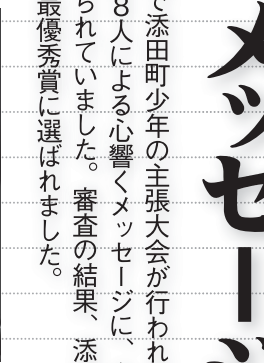 メッセージ
で添田町少年の主張大会が行われ
8人による心響くメッセージに、
られていました。審査の結果、添
最優秀賞に選ばれました。